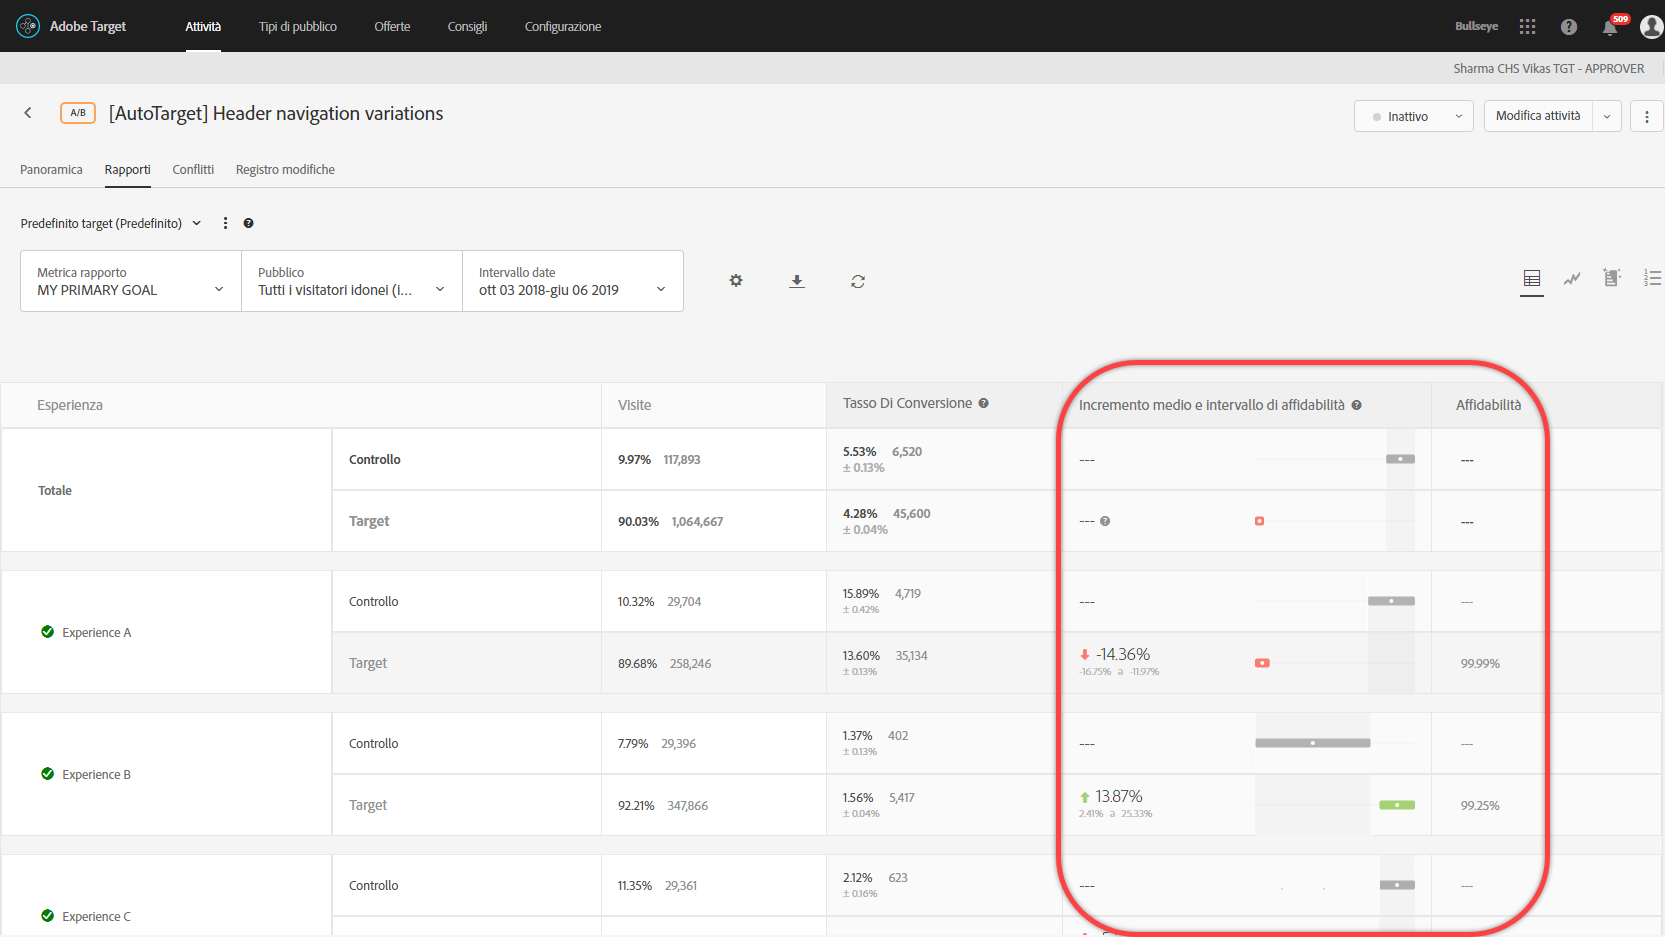 Adobe Target Attività Tipi di pubblico Offerte Consigli Configurazione Bullseye 509
Sharma CHS Vikas TGT - APPROVER
A/B [AutoTarget] Header navigation variations Inattivo Modifica attività
Panoramica Rapporti Conflitti Registro modifiche
Predefinito target (Predefinito)
Metrica rapporto Pubblico Intervallo date
MY PRIMARY GOAL Tutti i visitatori idonei (i... ott 03 2018-giu 06 2019
Esperienza Visite Tasso Di Conversione Incremento medio e intervallo di affidabilità Affidabilità
Controllo 9.97% 117,893 5.53% 6,520 --- ---
± 0.13%
Totale
Target 90.03% 1,064,667 4.28% 45,600 --- ---
± 0.04%
Controllo 10.32% 29,704 15.89% 4,719 --- ---
± 0.42%
Experience A
Target 89.68% 258,246 13.60% 35,134 -14.36% 99.99%
± 0.13% -16.75% a -11.97%
Controllo 7.79% 29,396 1.37% 402 --- ---
± 0.13%
Experience B
Target 92.21% 347,866 1.56% 5,417 13.87% 99.25%
± 0.04% 2.41% a 25.33%
Controllo 11.35% 29,361 2.12% 623 --- ---
± 0.16%
Experience C